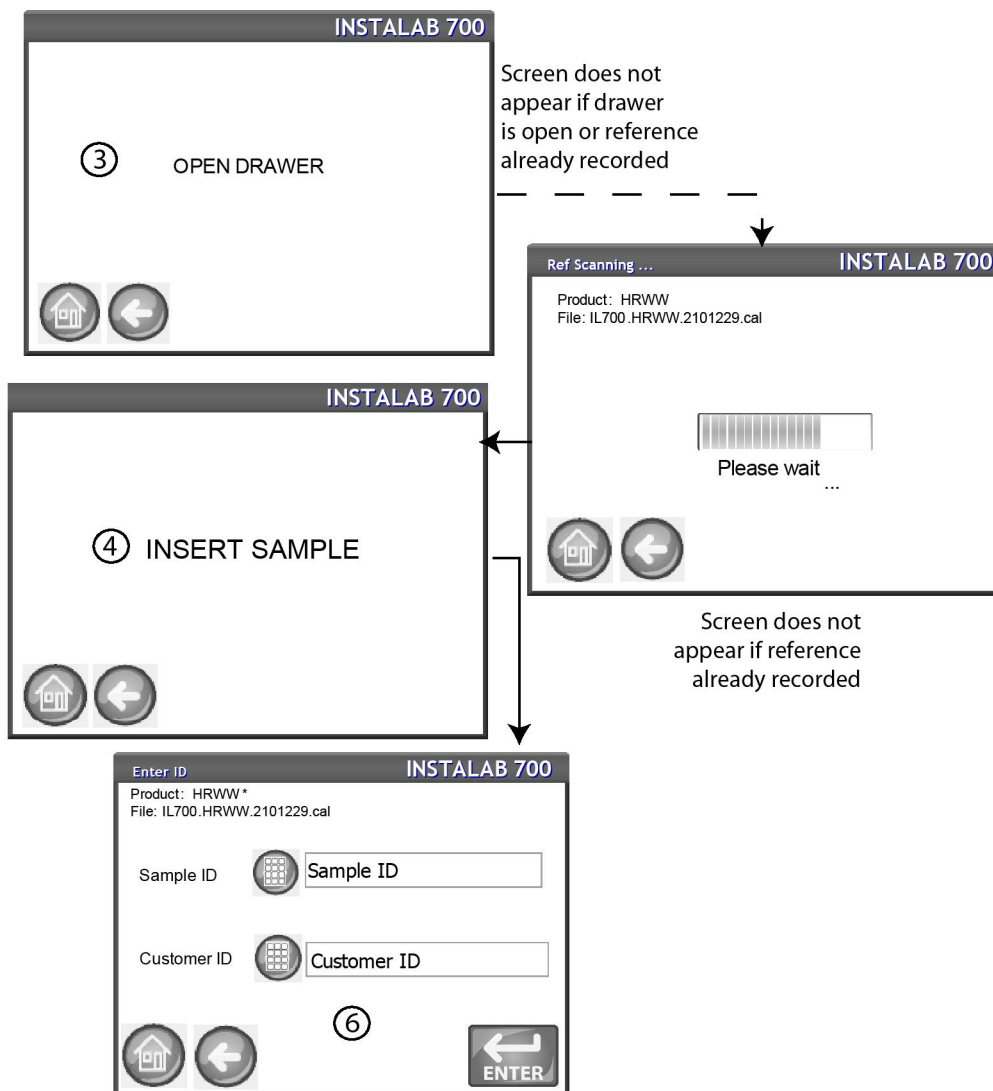 INSTALAB 700
③ OPEN DRAWER
Screen does not
appear if drawer
is open or reference
already recorded
Ref Scanning ... INSTALAB 700
Product: HRWW
File: IL700.HRWW.2101229.cal
Please wait
...
Screen does not
appear if reference
already recorded
INSTALAB 700
④ INSERT SAMPLE
Enter ID INSTALAB 700
Product: HRWW*
File: IL700.HRWW.2101229.cal
Sample ID Sample ID
Customer ID Customer ID
⑥
ENTER